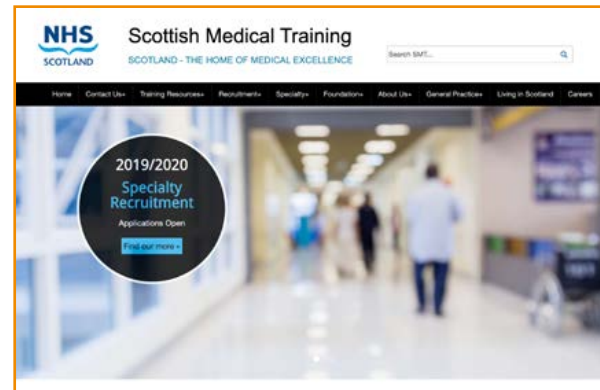 NHS
SCOTLAND
Scottish Medical Training
SCOTLAND - THE HOME OF MEDICAL EXCELLENCE
Search SMT...
Home Contact Us+ Training Resources+ Recruitment+ Specialty+ Foundation+ About Us+ General Practice+ Living in Scotland Careers
2019/2020
Specialty
Recruitment
Applications Open
Find our more »